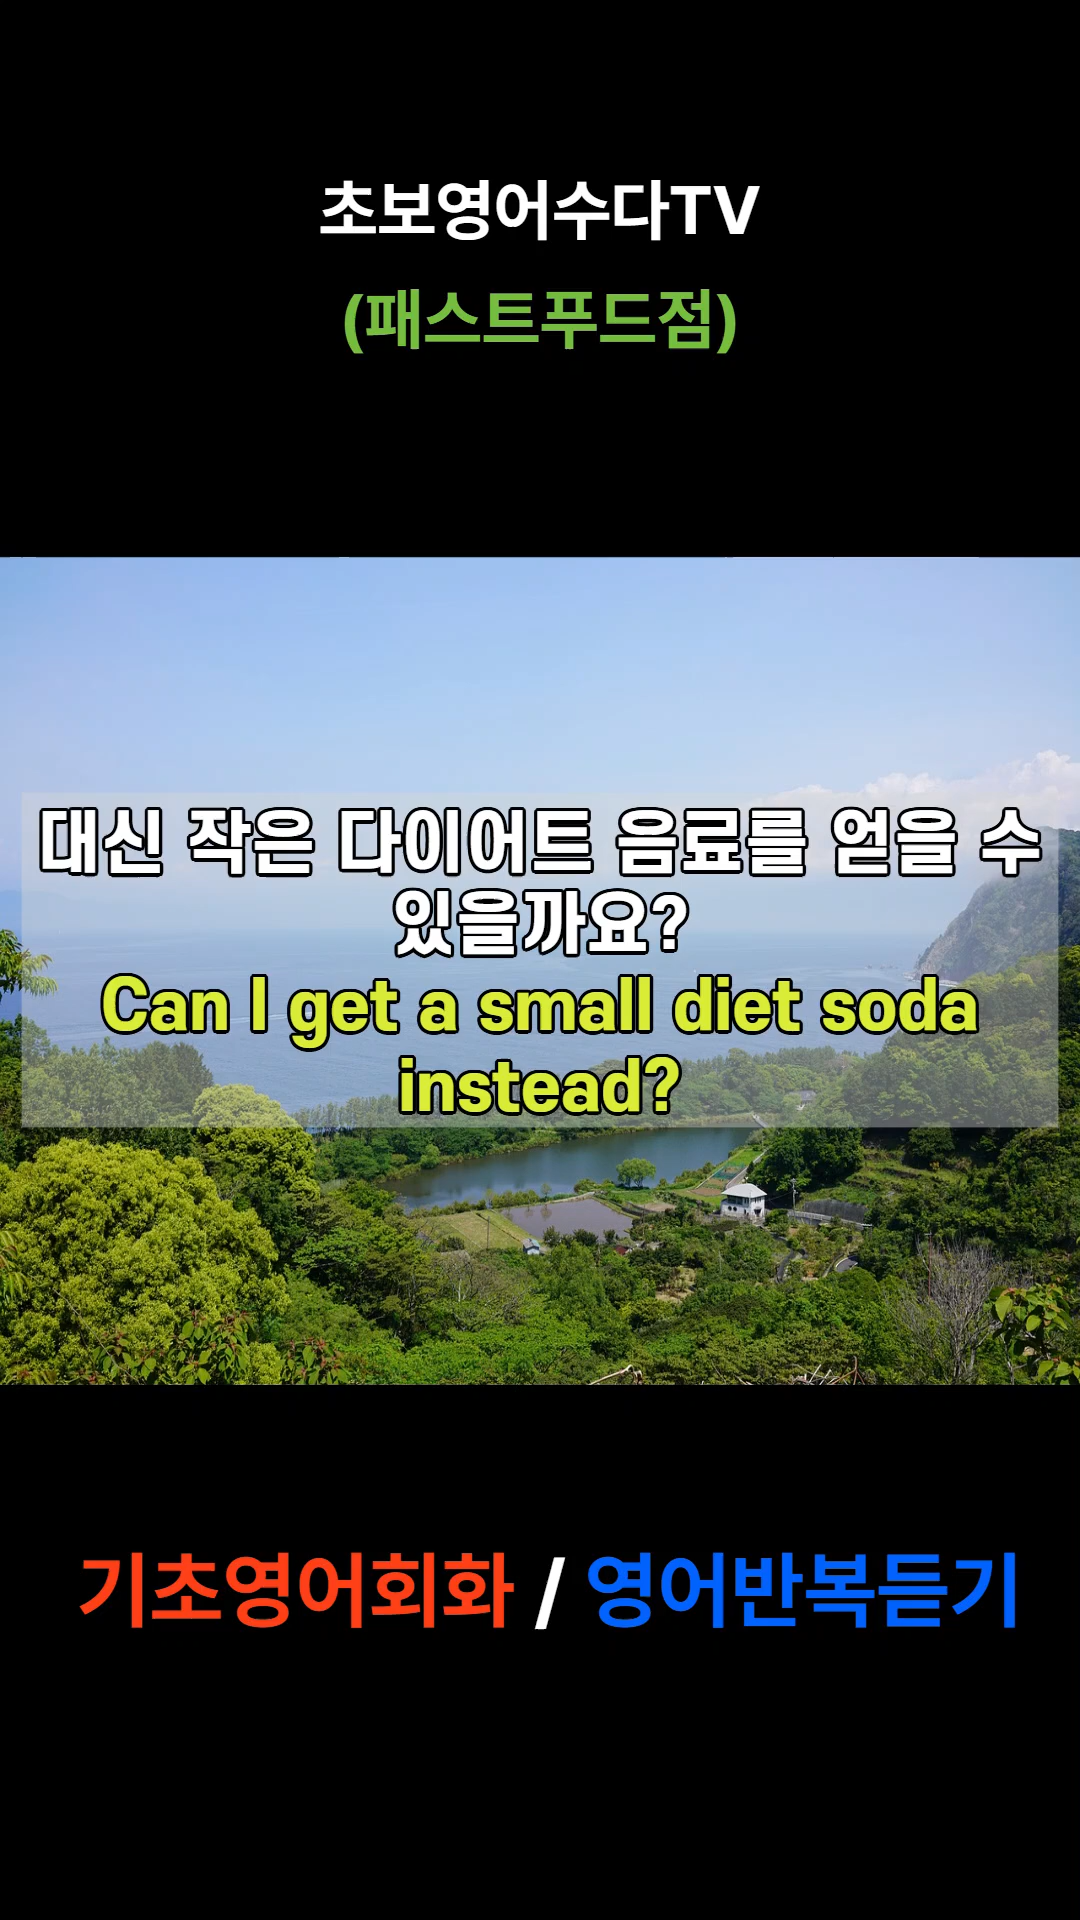 초보영어수다TV
(패스트푸드점)
대신 작은 다이어트 음료를 얻을 수
있을까요?
Can I get a small diet soda
instead?
기초영어회화 / 영어반복듣기